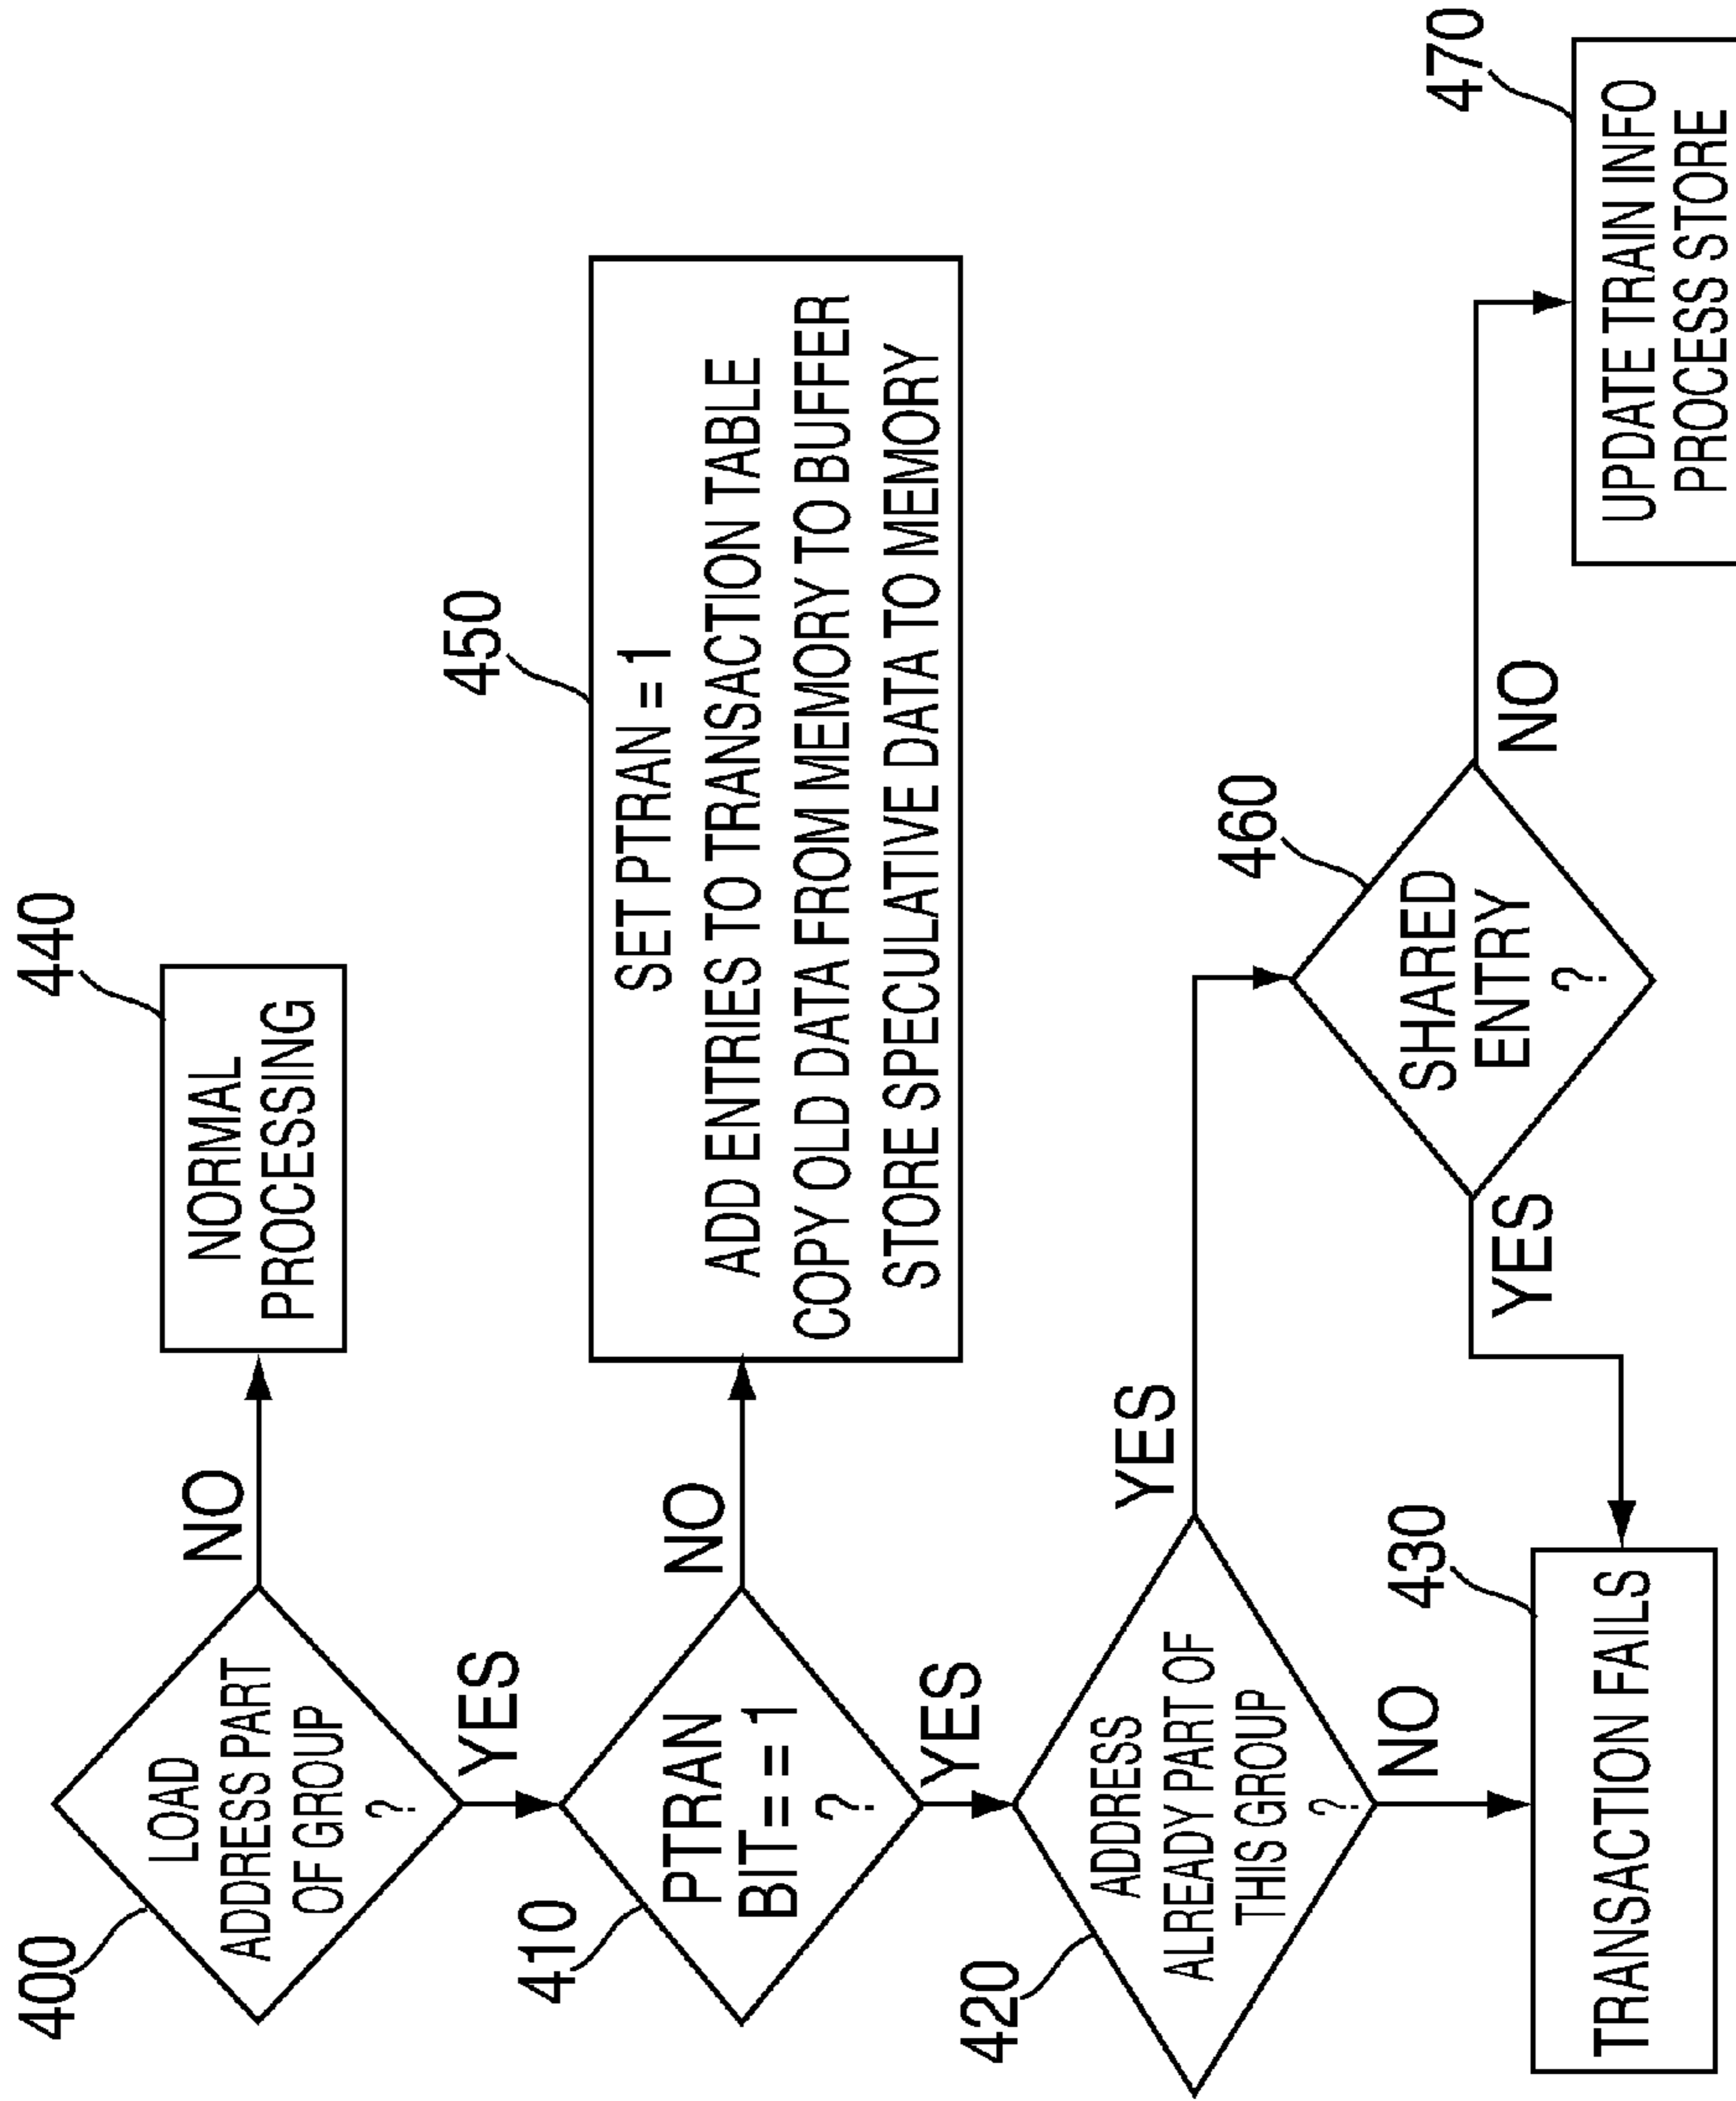 400
LOAD
ADDRESS PART
OF GROUP
?
NO
440
NORMAL
PROCESSING
YES
410
PTRAN
BIT==1
?
NO
450
SET PTRAN = 1
ADD ENTRIES TO TRANSACTION TABLE
COPY OLD DATA FROM MEMORY TO BUFFER
STORE SPECULATIVE DATA TO MEMORY
YES
420
ADDRESS
ALREADY PART OF
THIS GROUP
?
YES
460
SHARED
ENTRY
?
NO
470
UPDATE TRAIN INFO
PROCESS STORE
YES
NO
430
TRANSACTION FAILS